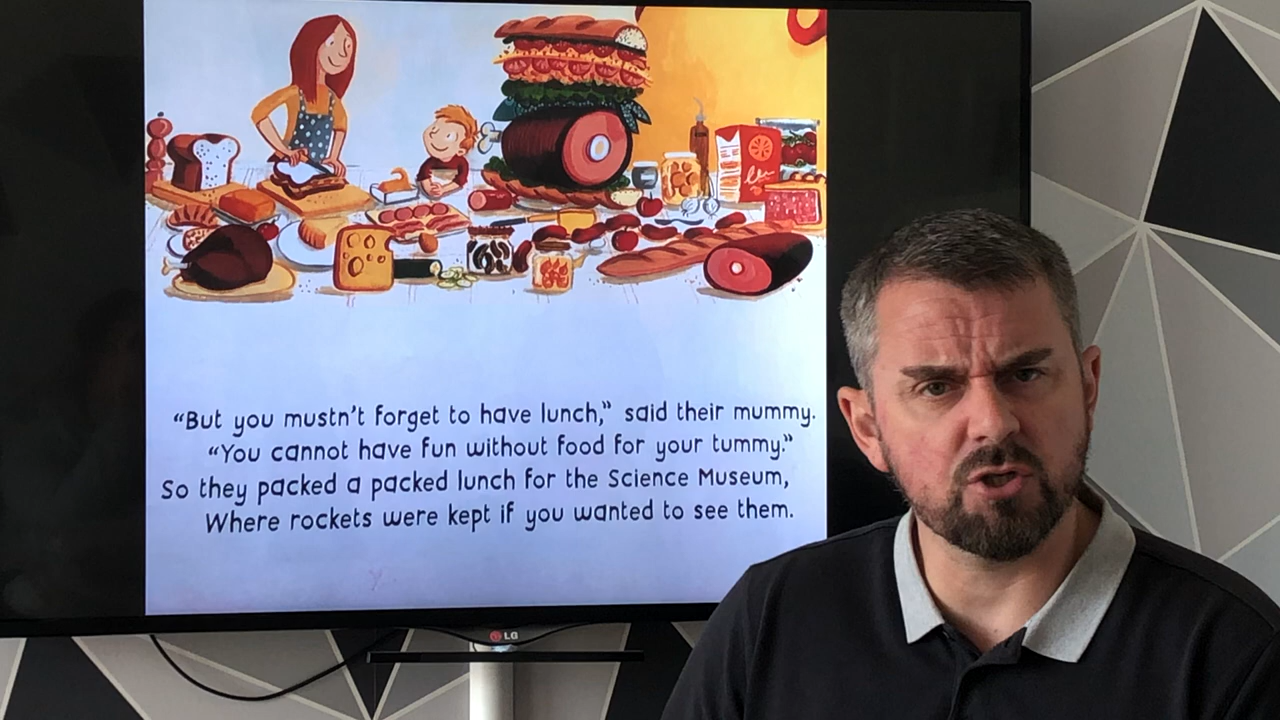 “But you mustn’t forget to have lunch,” said their mummy.
“You cannot have fun without food for your tummy.”
So they packed a packed lunch for the Science Museum,
Where rockets were kept if you wanted to see them.
LG